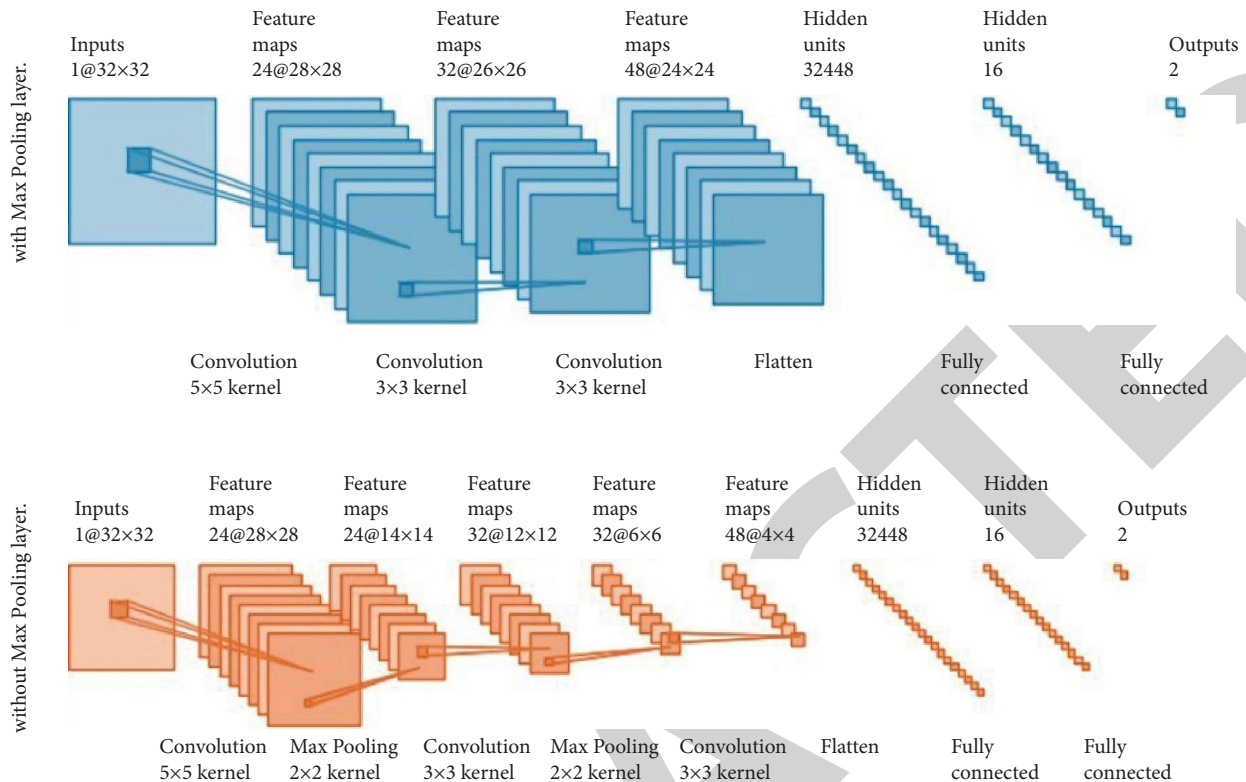 with Max Pooling layer.
Inputs
1@32×32
Feature
maps
24@28×28
Feature
maps
32@26×26
Feature
maps
48@24×24
Hidden
units
32448
Hidden
units
16
Outputs
2
Convolution
5×5 kernel
Convolution
3×3 kernel
Convolution
3×3 kernel
Flatten
Fully
connected
Fully
connected
without Max Pooling layer.
Inputs
1@32×32
Feature
maps
24@28×28
Feature
maps
24@14×14
Feature
maps
32@12×12
Feature
maps
32@6×6
Feature
maps
48@4×4
Hidden
units
32448
Hidden
units
16
Outputs
2
Convolution
5×5 kernel
Max Pooling
2×2 kernel
Convolution
3×3 kernel
Max Pooling
2×2 kernel
Convolution
3×3 kernel
Flatten
Fully
connected
Fully
connected